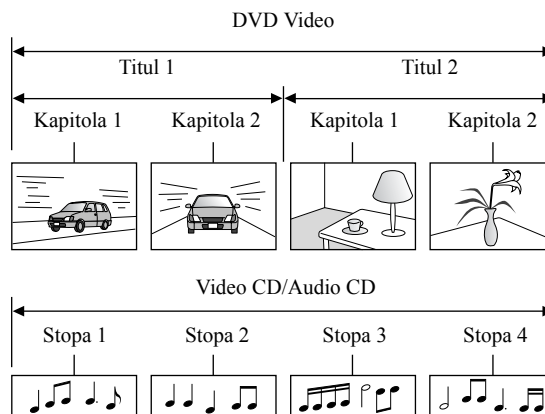 DVD Video
Titul 1 Titul 2
Kapitola 1 Kapitola 2 Kapitola 1 Kapitola 2
Video CD/Audio CD
Stopa 1 Stopa 2 Stopa 3 Stopa 4